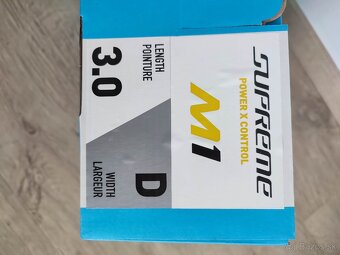 SUPREME
POWER X CONTROL
M1
LENGTH
POINTURE
3.0
D
WIDTH
LARGEUR